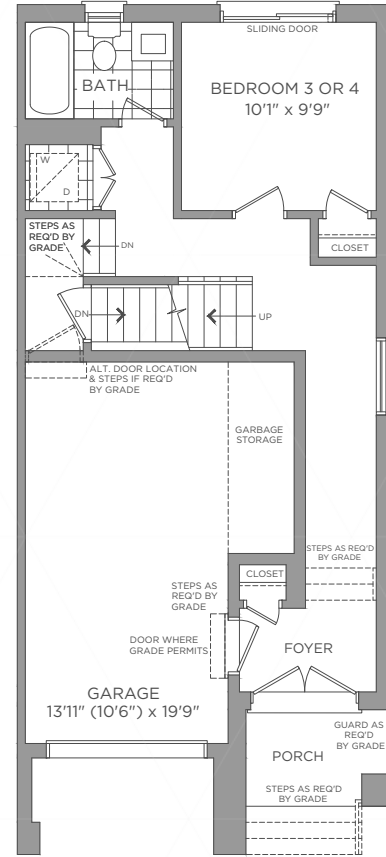 SLIDING DOOR
BATH
BEDROOM 3 OR 4
10'1" x 9'9"
W
D
STEPS AS
REQ'D BY
GRADE
DN
CLOSET
DN
UP
ALT. DOOR LOCATION
& STEPS IF REQ'D
BY GRADE
GARBAGE
STORAGE
STEPS AS REQ'D
BY GRADE
CLOSET
STEPS AS
REQ'D BY
GRADE
DOOR WHERE
GRADE PERMITS
FOYER
GARAGE
13'11" (10'6") x 19'9"
GUARD AS
REQ'D
BY GRADE
PORCH
STEPS AS REQ'D
BY GRADE